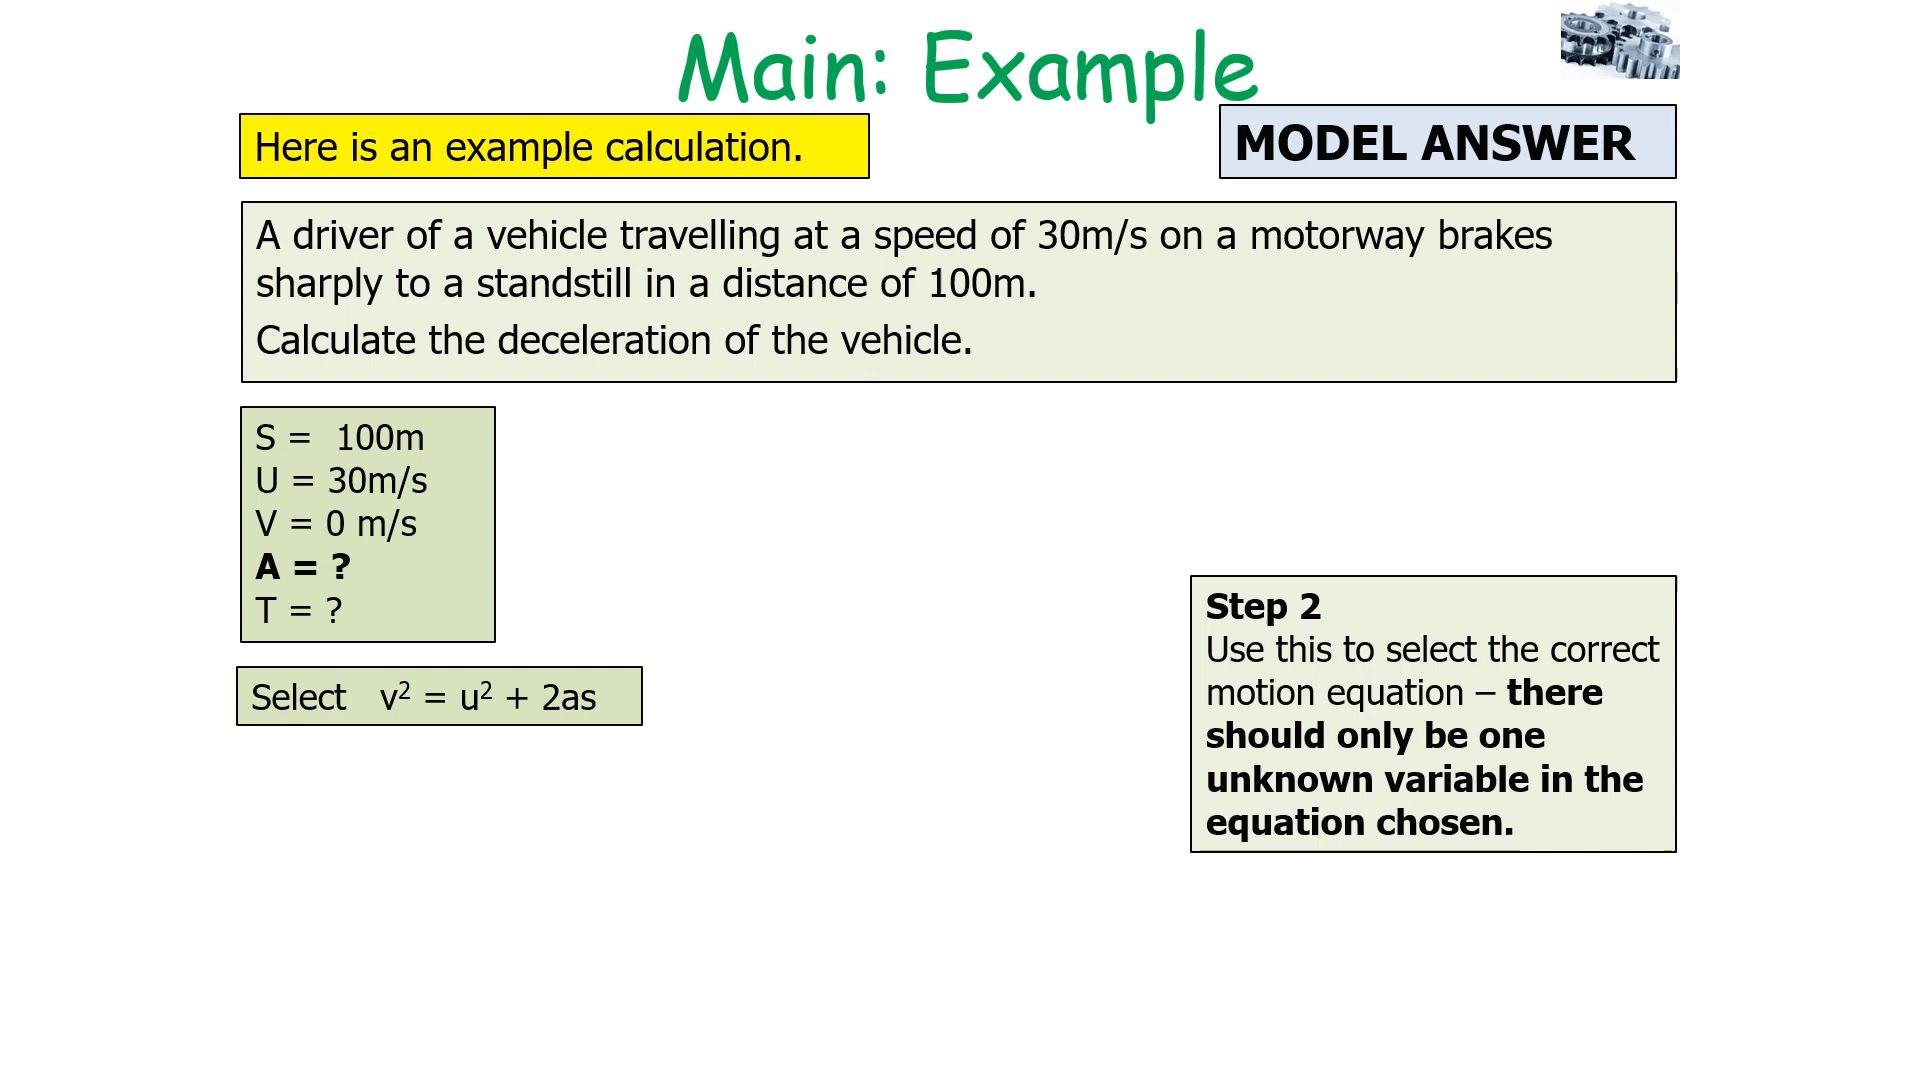 Main: Example
Here is an example calculation.
MODEL ANSWER
A driver of a vehicle travelling at a speed of 30m/s on a motorway brakes
sharply to a standstill in a distance of 100m.
Calculate the deceleration of the vehicle.
S =  100m
U = 30m/s
V = 0 m/s
A = ?
T = ?
Select   v² = u² + 2as
Step 2
Use this to select the correct
motion equation – there
should only be one
unknown variable in the
equation chosen.